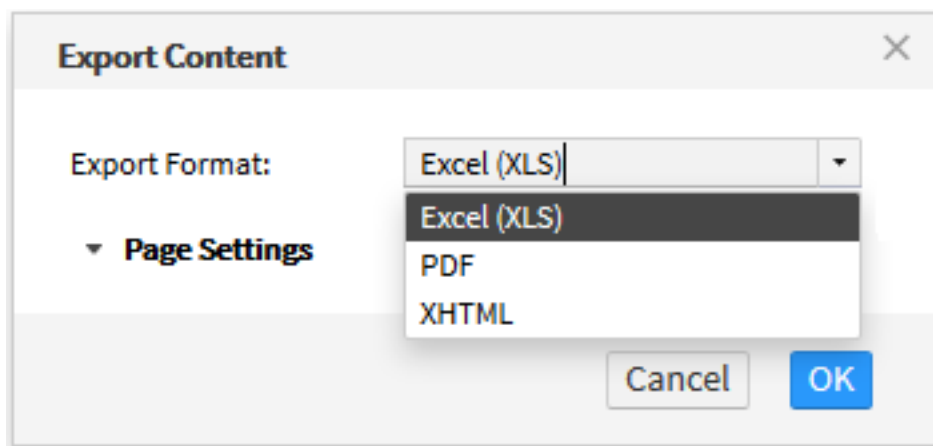 Export Content
Export Format: Excel (XLS)
Excel (XLS)
Page Settings
PDF
XHTML
Cancel OK